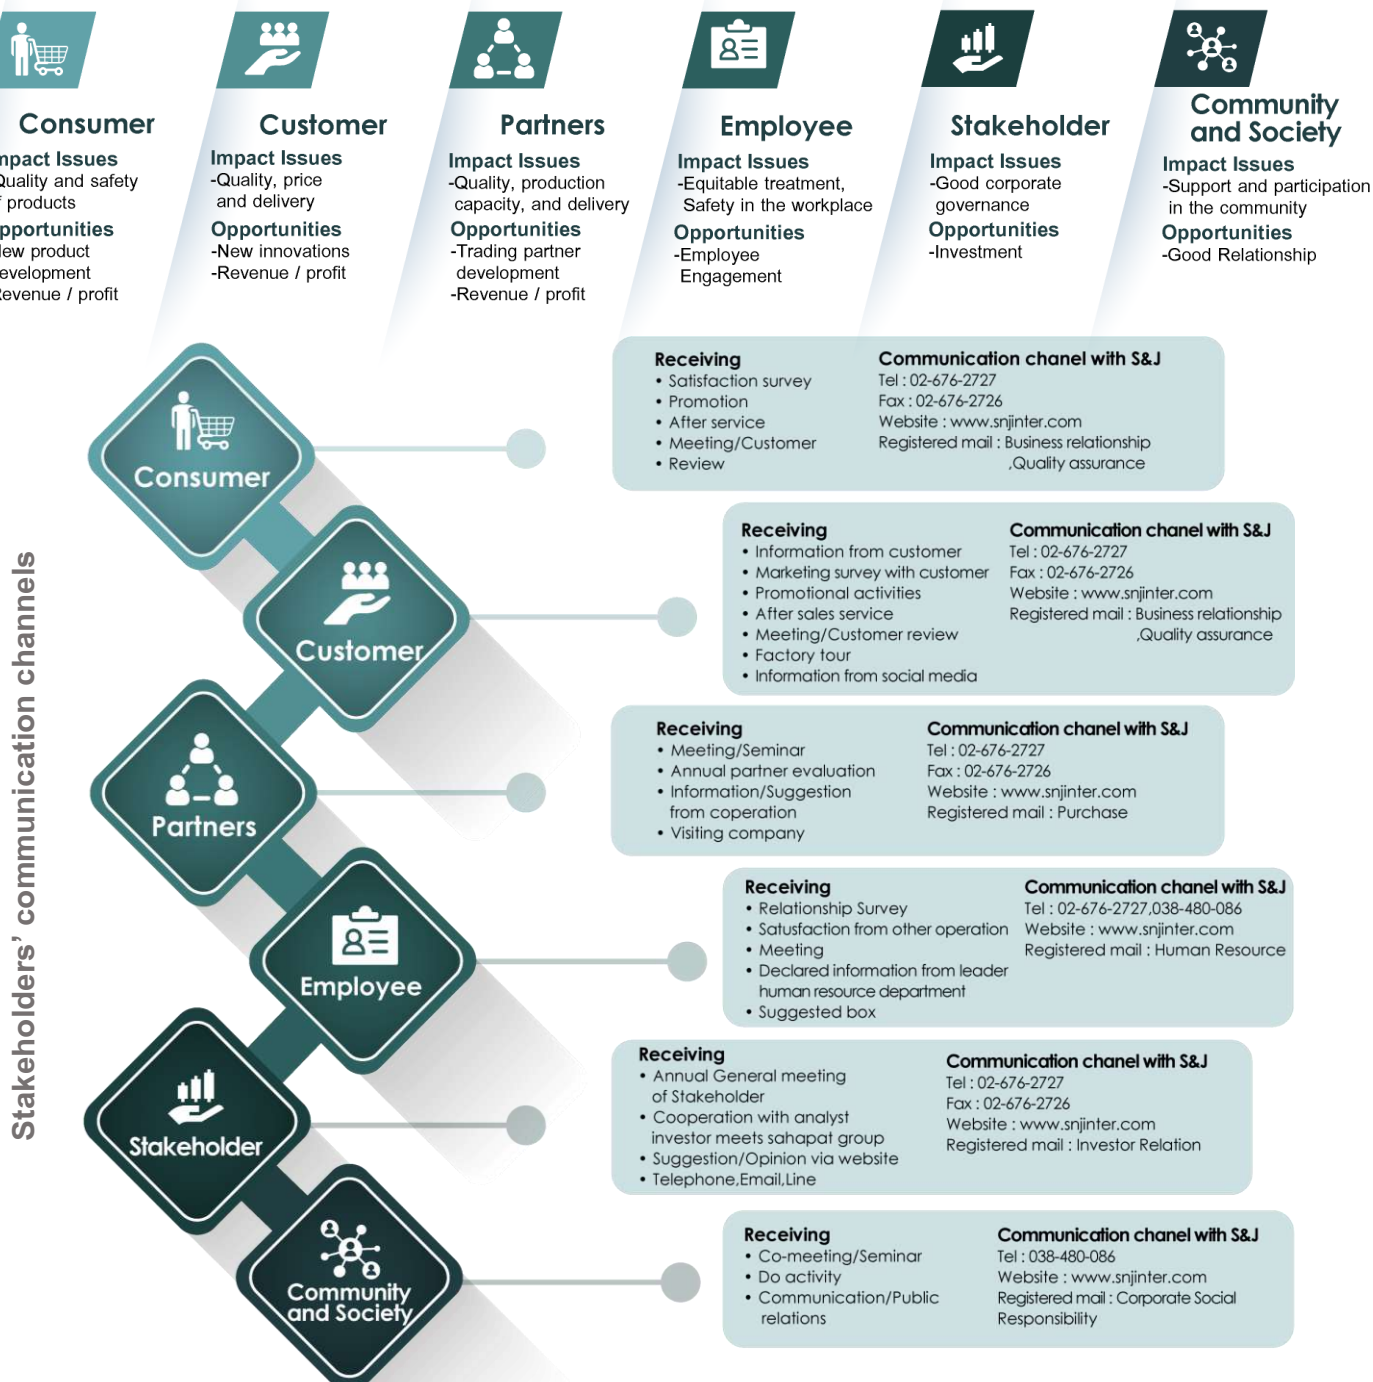 Consumer
Impact Issues
Quality and safety
of products
Opportunities
New product
development
Revenue / profit
Customer
Impact Issues
-Quality, price
and delivery
Opportunities
-New innovations
-Revenue / profit
Partners
Impact Issues
-Quality, production
capacity, and delivery
Opportunities
-Trading partner
development
-Revenue / profit
Employee
Impact Issues
-Equitable treatment,
Safety in the workplace
Opportunities
-Employee
Engagement
Stakeholder
Impact Issues
-Good corporate
governance
Opportunities
-Investment
Community
and Society
Impact Issues
-Support and participation
in the community
Opportunities
-Good Relationship
Stakeholders' communication channels
Consumer
Receiving
• Satisfaction survey
• Promotion
• After service
• Meeting/Customer
• Review
Communication chanel with S&J
Tel : 02-676-2727
Fax : 02-676-2726
Website : www.snjinter.com
Registered mail : Business relationship
,Quality assurance
Customer
Receiving
• Information from customer
• Marketing survey with customer
• Promotional activities
• After sales service
• Meeting/Customer review
• Factory tour
• Information from social media
Communication chanel with S&J
Tel : 02-676-2727
Fax : 02-676-2726
Website : www.snjinter.com
Registered mail : Business relationship
,Quality assurance
Partners
Receiving
• Meeting/Seminar
• Annual partner evaluation
• Information/Suggestion
from coperation
• Visiting company
Communication chanel with S&J
Tel : 02-676-2727
Fax : 02-676-2726
Website : www.snjinter.com
Registered mail : Purchase
Employee
Receiving
• Relationship Survey
• Satusfaction from other operation
• Meeting
• Declared information from leader
human resource department
• Suggested box
Communication chanel with S&J
Tel : 02-676-2727,038-480-086
Website : www.snjinter.com
Registered mail : Human Resource
Stakeholder
Receiving
• Annual General meeting
of Stakeholder
• Cooperation with analyst
investor meets sahapat group
• Suggestion/Opinion via website
• Telephone,Email,Line
Communication chanel with S&J
Tel : 02-676-2727
Fax : 02-676-2726
Website : www.snjinter.com
Registered mail : Investor Relation
Community
and Society
Receiving
• Co-meeting/Seminar
• Do activity
• Communication/Public
relations
Communication chanel with S&J
Tel : 038-480-086
Website : www.snjinter.com
Registered mail : Corporate Social
Responsibility